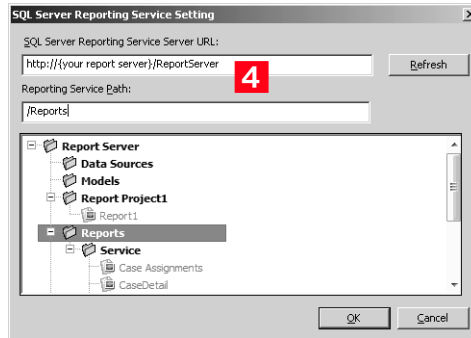 SQL Server Reporting Service Setting
SQL Server Reporting Service Server URL:
http://{your report server}/ReportServer
Refresh
4
Reporting Service Path:
/Reports
Report Server
Data Sources
Models
Report Project1
Report1
Reports
Service
Case Assignments
CaseDetail
OK
Cancel